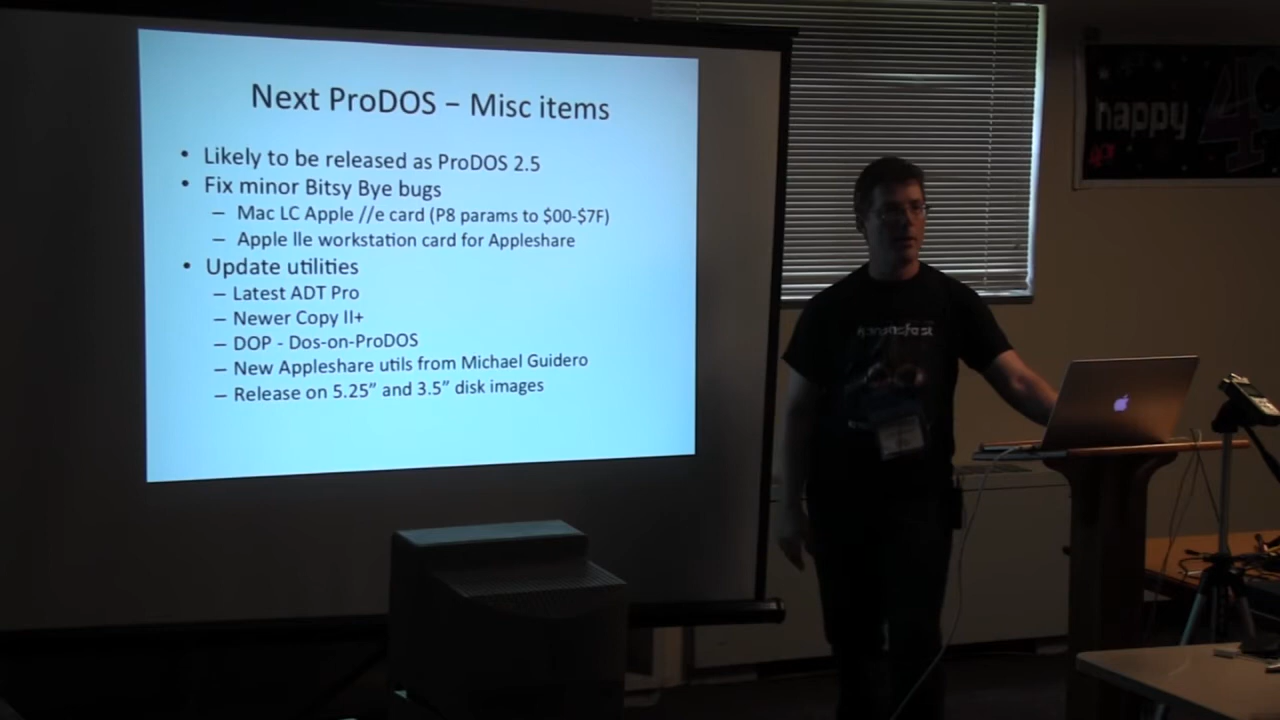 Next ProDOS – Misc items
• Likely to be released as ProDOS 2.5
• Fix minor Bitsy Bye bugs
– Mac LC Apple //e card (P8 params to $00-$7F)
– Apple IIe workstation card for Appleshare
• Update utilities
– Latest ADT Pro
– Newer Copy II+
– DOP - Dos-on-ProDOS
– New Appleshare utils from Michael Guidero
– Release on 5.25” and 3.5” disk images
happy
kansasfest